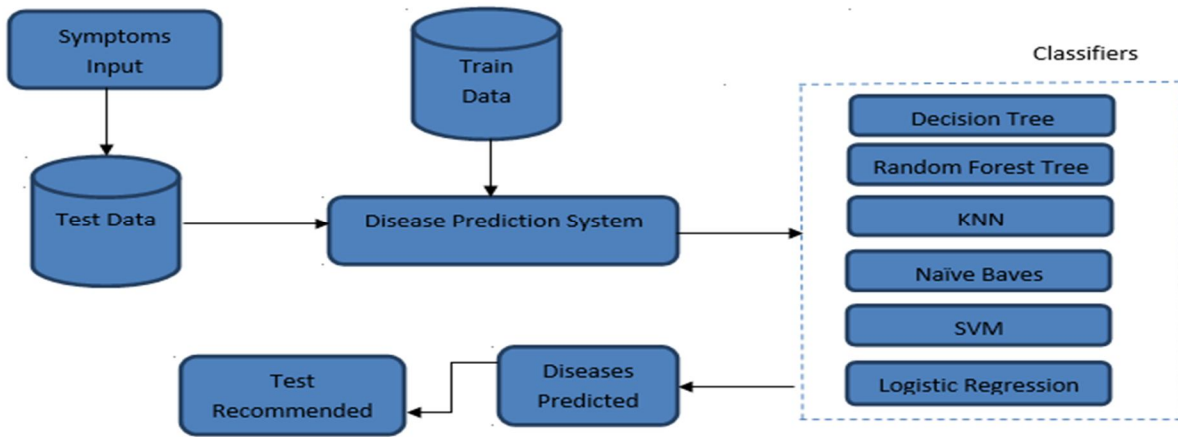 Symptoms
Input
Train
Data
Classifiers
Test Data
Disease Prediction System
Decision Tree
Random Forest Tree
KNN
Naïve Baves
SVM
Logistic Regression
Diseases
Predicted
Test
Recommended